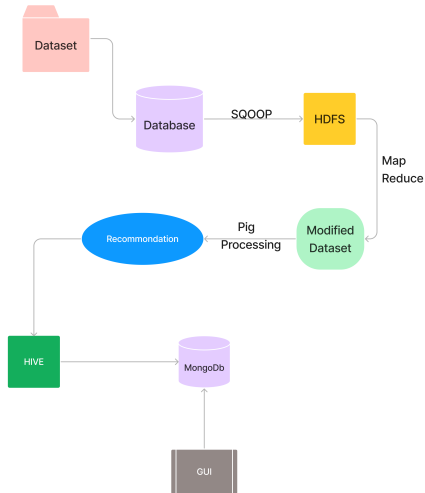 Dataset
Database
SQOOP
HDFS
Map
Reduce
Modified
Dataset
Pig
Processing
Recommondation
HIVE
MongoDb
GUI